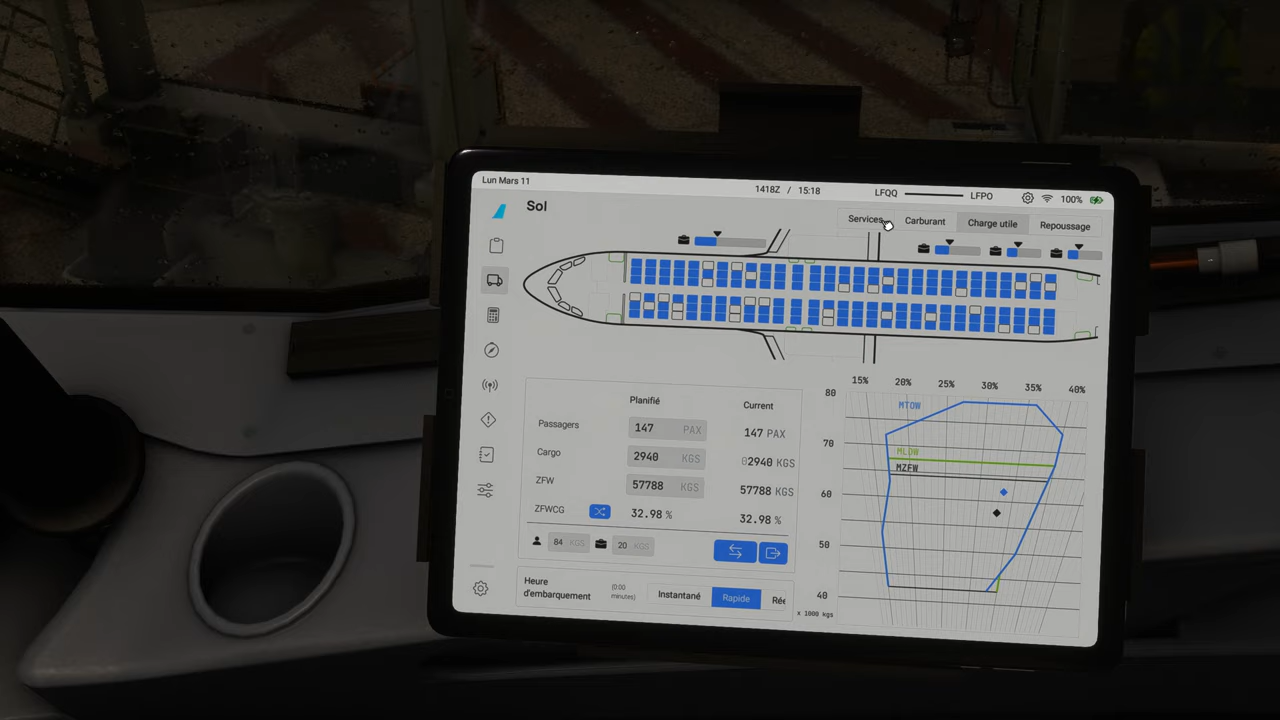 Lun Mars 11
1418Z / 15:18
LFQQ LFPO
100%
Sol
Services Carburant Charge utile Repoussage
Planifié Current
Passagers 147 PAX 147 PAX
Cargo 2940 KGS 02940 KGS
ZFW 57788 KGS 57788 KGS
ZFWCG 32.98 % 32.98 %
84 KGS 20 KGS
Heure d'embarquement
(0:00 minutes)
Instantané Rapide Rée
15% 20% 25% 30% 35% 40%
80
MTOW
70
MLDW
MZFW
60
50
40
x 1000 kgs